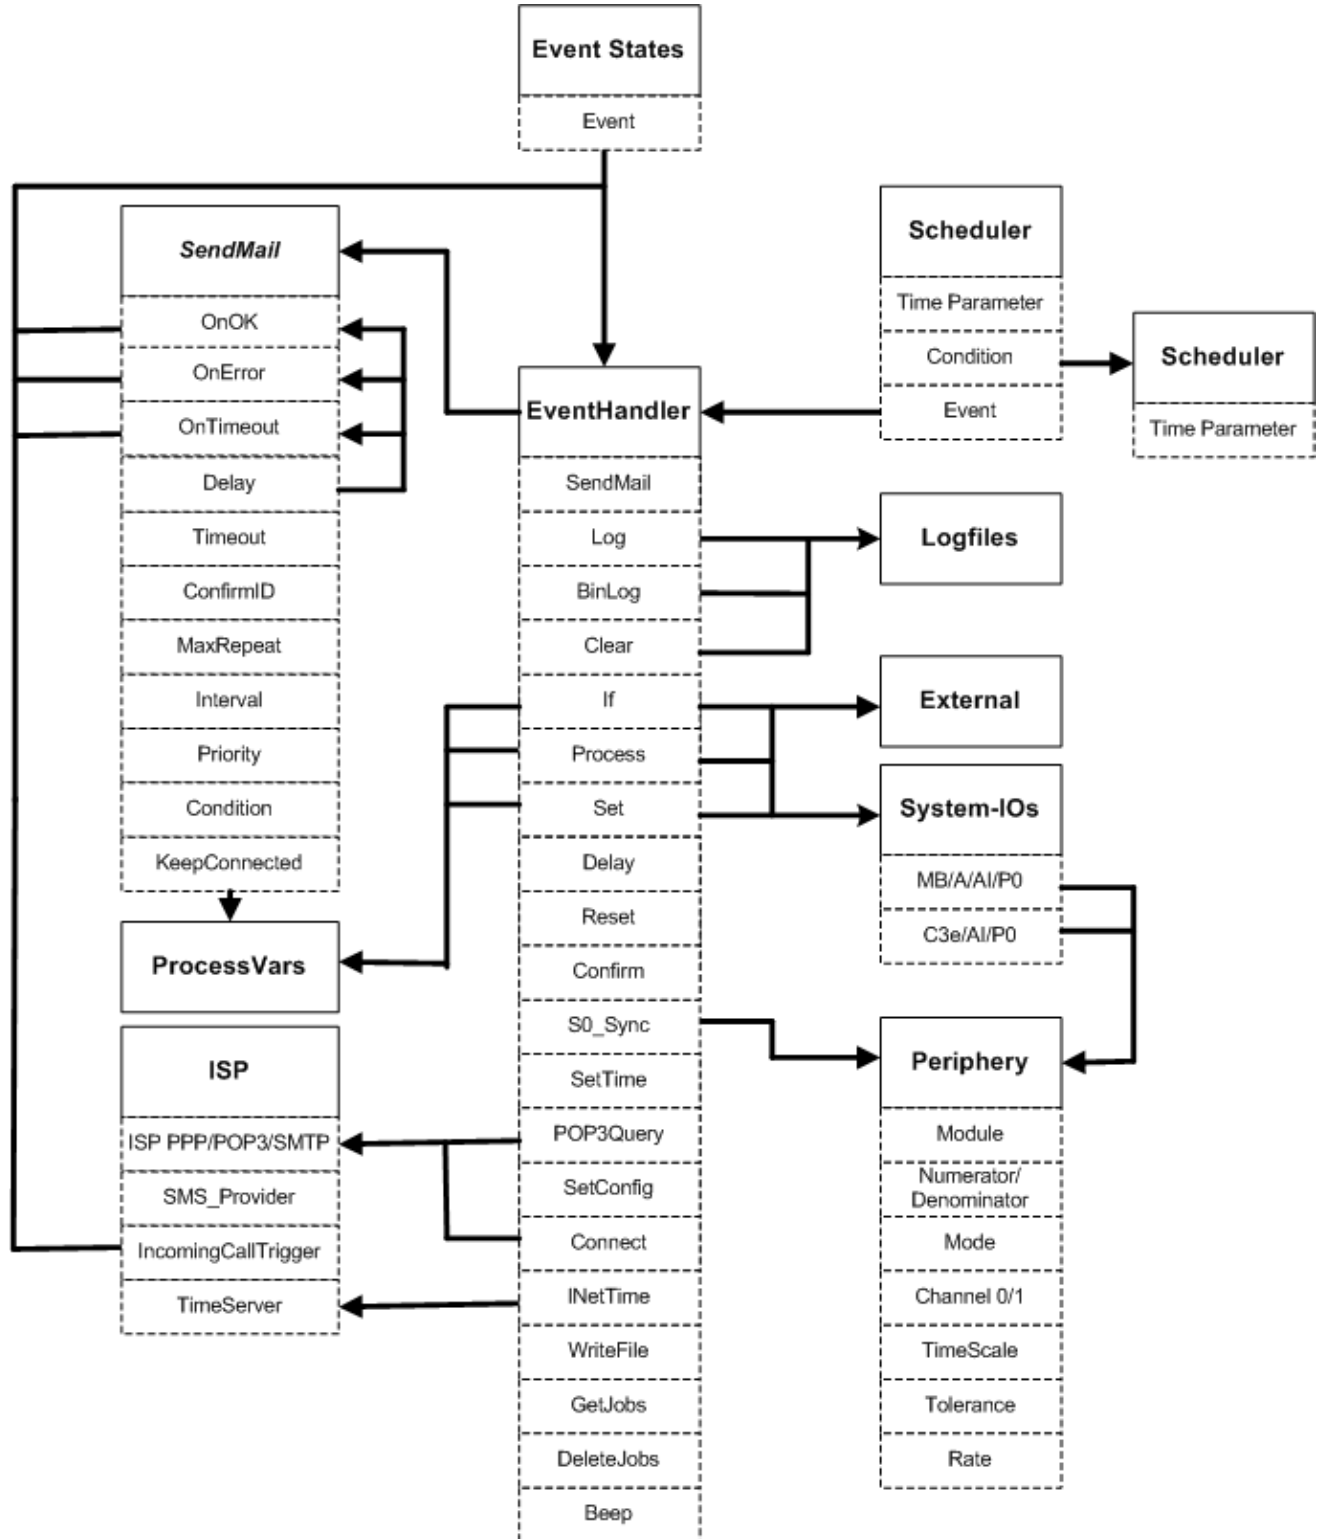 Event States
Event
SendMail
OnOK
OnError
OnTimeout
Delay
Timeout
ConfirmID
MaxRepeat
Interval
Priority
Condition
KeepConnected
ProcessVars
ISP
ISP PPP/POP3/SMTP
SMS_Provider
IncomingCallTrigger
TimeServer
EventHandler
SendMail
Log
BinLog
Clear
If
Process
Set
Delay
Reset
Confirm
S0_Sync
SetTime
POP3Query
SetConfig
Connect
INetTime
WriteFile
GetJobs
DeleteJobs
Beep
Scheduler
Time Parameter
Condition
Event
Scheduler
Time Parameter
Logfiles
External
System-IOs
MB/A/AI/P0
C3e/AI/P0
Periphery
Module
Numerator/
Denominator
Mode
Channel 0/1
TimeScale
Tolerance
Rate